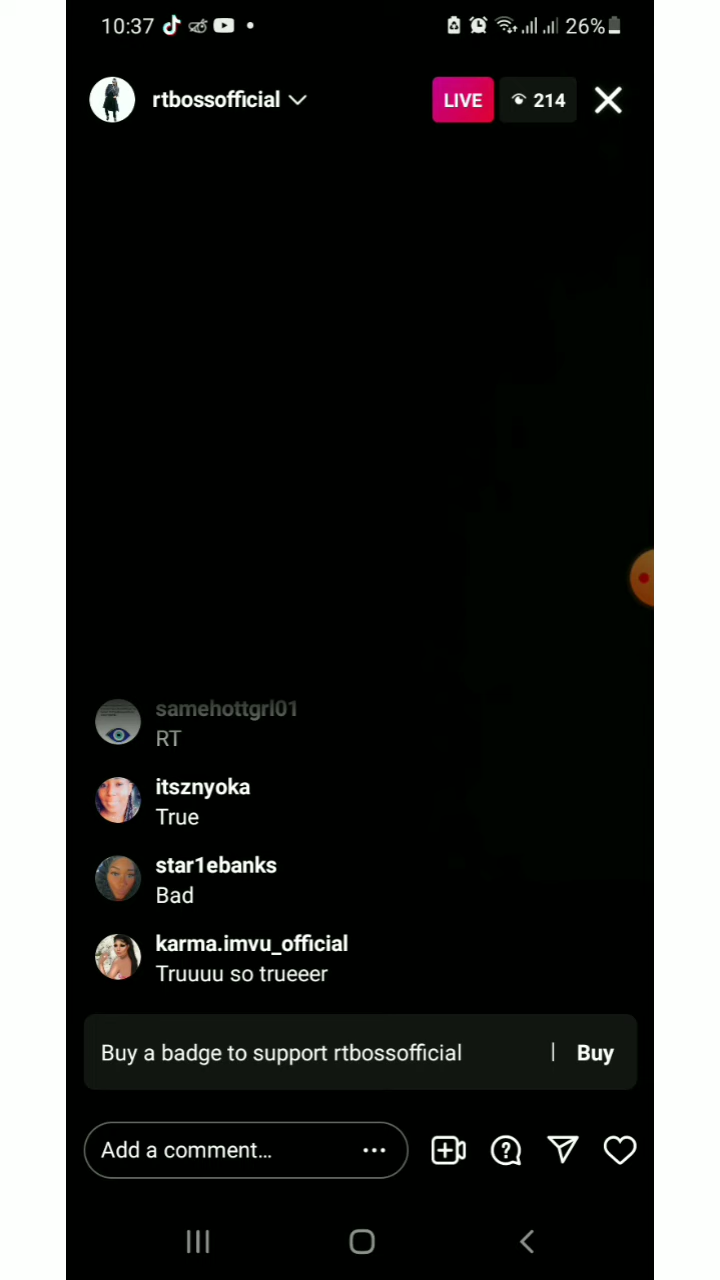 10:37
26%
rtbossofficial
LIVE
214
samehottgrl01
RT
itsznyoka
True
star1ebanks
Bad
karma.imvu_official
Truuuu so trueeer
Buy a badge to support rtbossofficial | Buy
Add a comment...